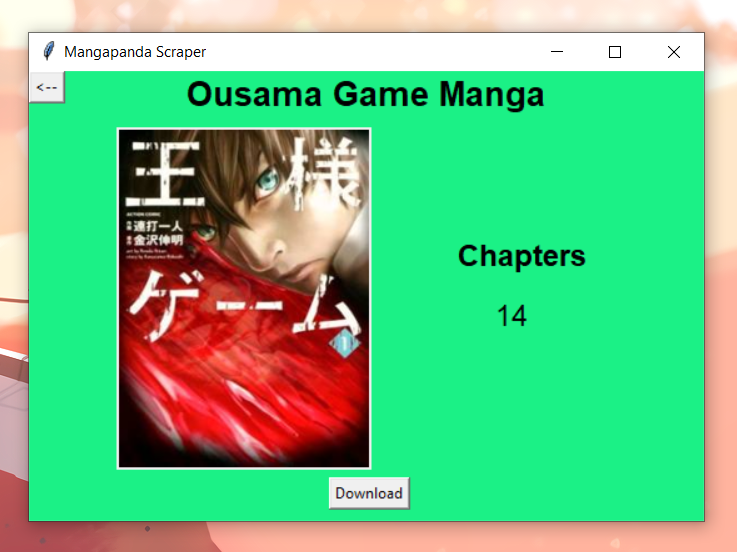 Mangapanda Scraper
<--
Ousama Game Manga
王様
ACTION COMIC
連打一人
金沢伸明
ゲーム
1
Chapters
14
Download